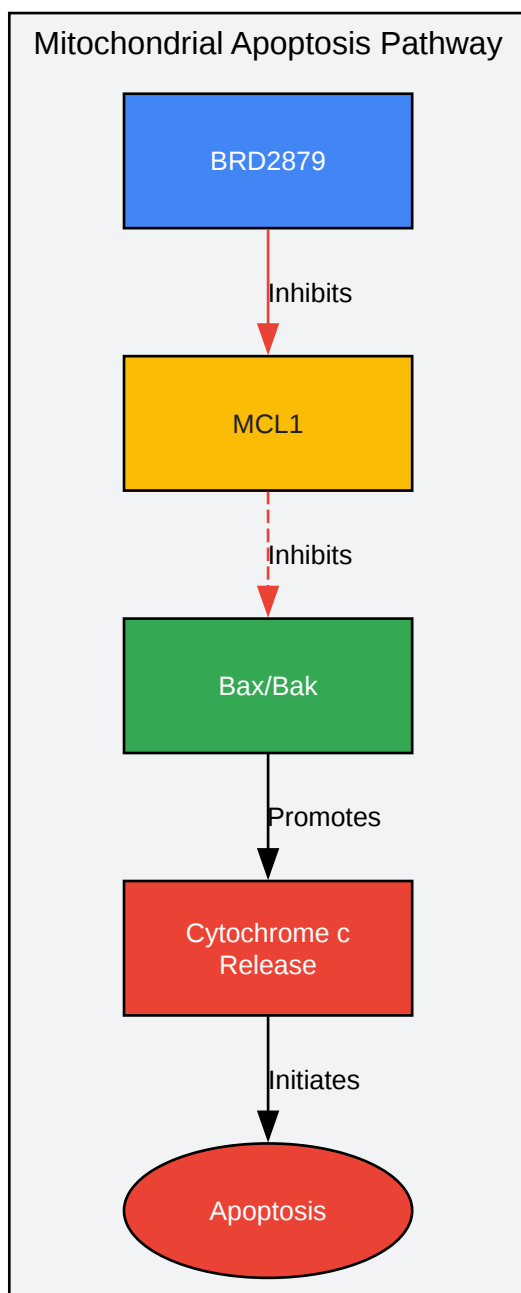 Mitochondrial Apoptosis Pathway
BRD2879
Inhibits
MCL1
Inhibits
Bax/Bak
Promotes
Cytochrome c
Release
Initiates
Apoptosis